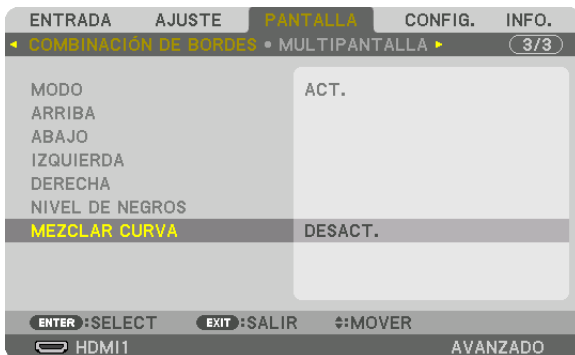 ENTRADA AJUSTE PANTALLA CONFIG. INFO.
COMBINACIÓN DE BORDES • MULTIPANTALLA 3/3
MODO ACT.
ARRIBA
ABAJO
IZQUIERDA
DERECHA
NIVEL DE NEGROS
MEZCLAR CURVA DESACT.
ENTER :SELECT EXIT :SALIR :MOVER
HDMI1 AVANZADO